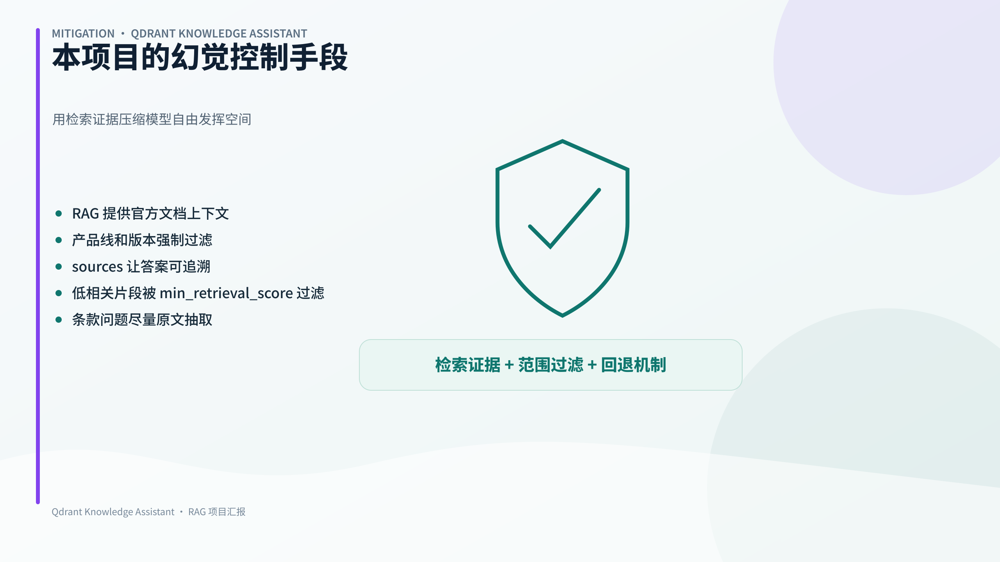 MITIGATION · QDRANT KNOWLEDGE ASSISTANT
本项目的幻觉控制手段
用检索证据压缩模型自由发挥空间
RAG 提供官方文档上下文
产品线和版本强制过滤
sources 让答案可追溯
低相关片段被 min_retrieval_score 过滤
条款问题尽量原文抽取
检索证据 + 范围过滤 + 回退机制
Qdrant Knowledge Assistant · RAG 项目汇报